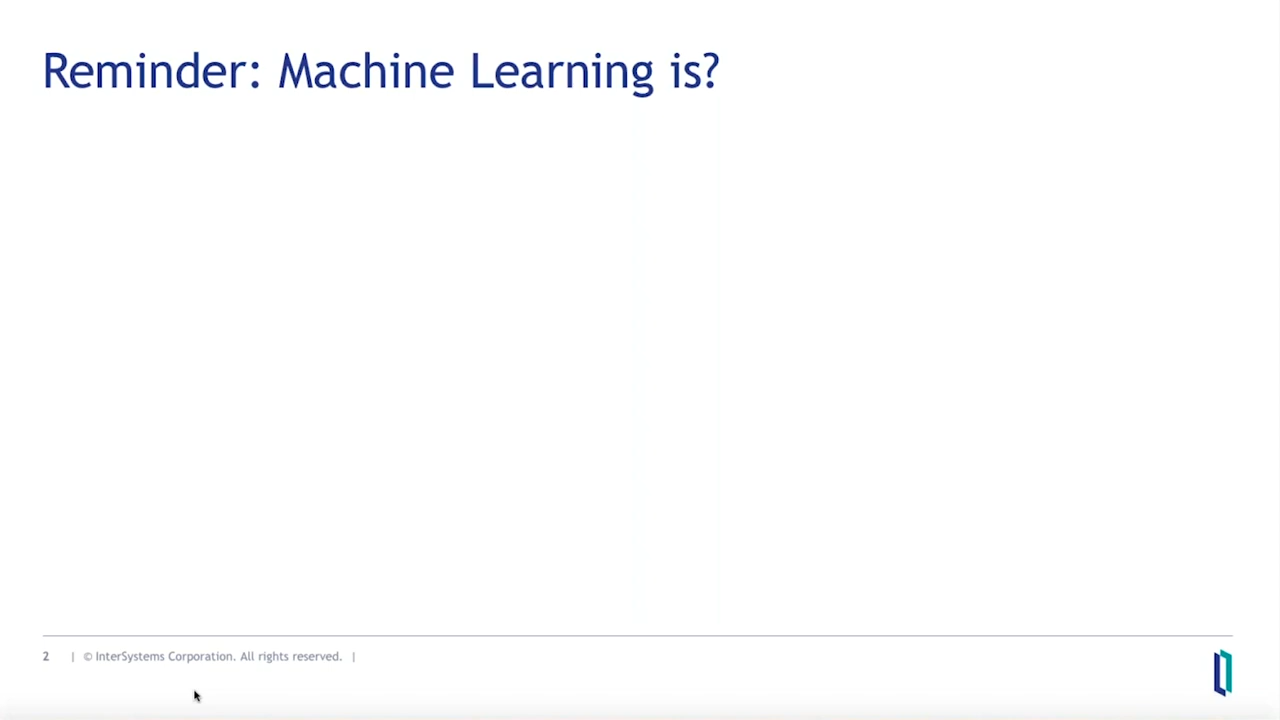 Reminder: Machine Learning is?
2 | © InterSystems Corporation. All rights reserved. |